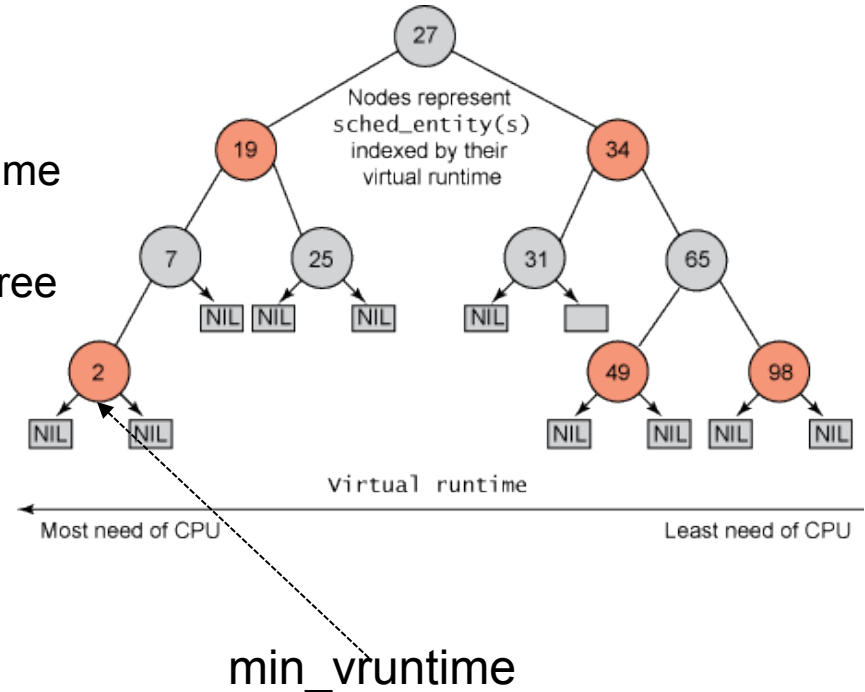 27
Nodes represent
sched_entity(s)
indexed by their
virtual runtime
19
34
me
7
25
31
65
ree
NIL
NIL
NIL
NIL
2
49
98
NIL
NIL
NIL
NIL
NIL
NIL
Virtual runtime
Most need of CPU
Least need of CPU
min_vruntime